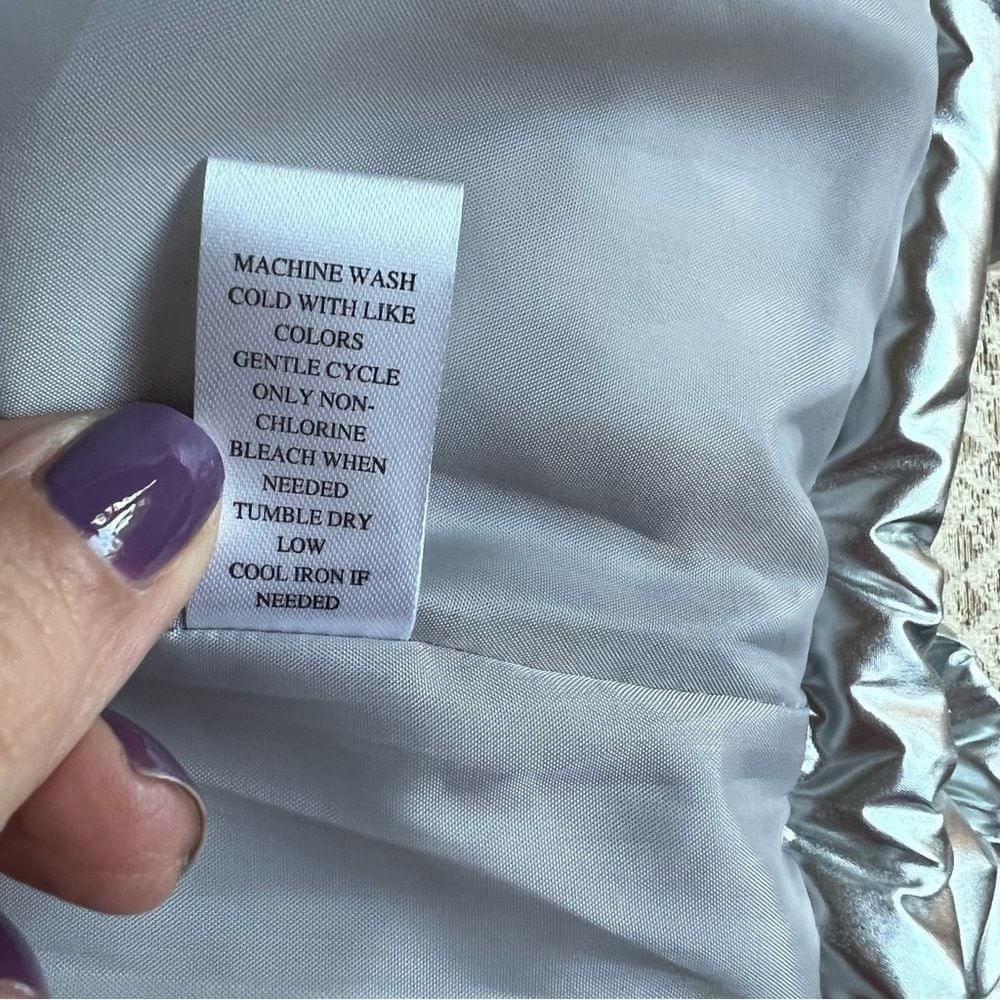 MACHINE WASH
COLD WITH LIKE
COLORS
GENTLE CYCLE
ONLY NON-
CHLORINE
BLEACH WHEN
NEEDED
TUMBLE DRY
LOW
COOL IRON IF
NEEDED